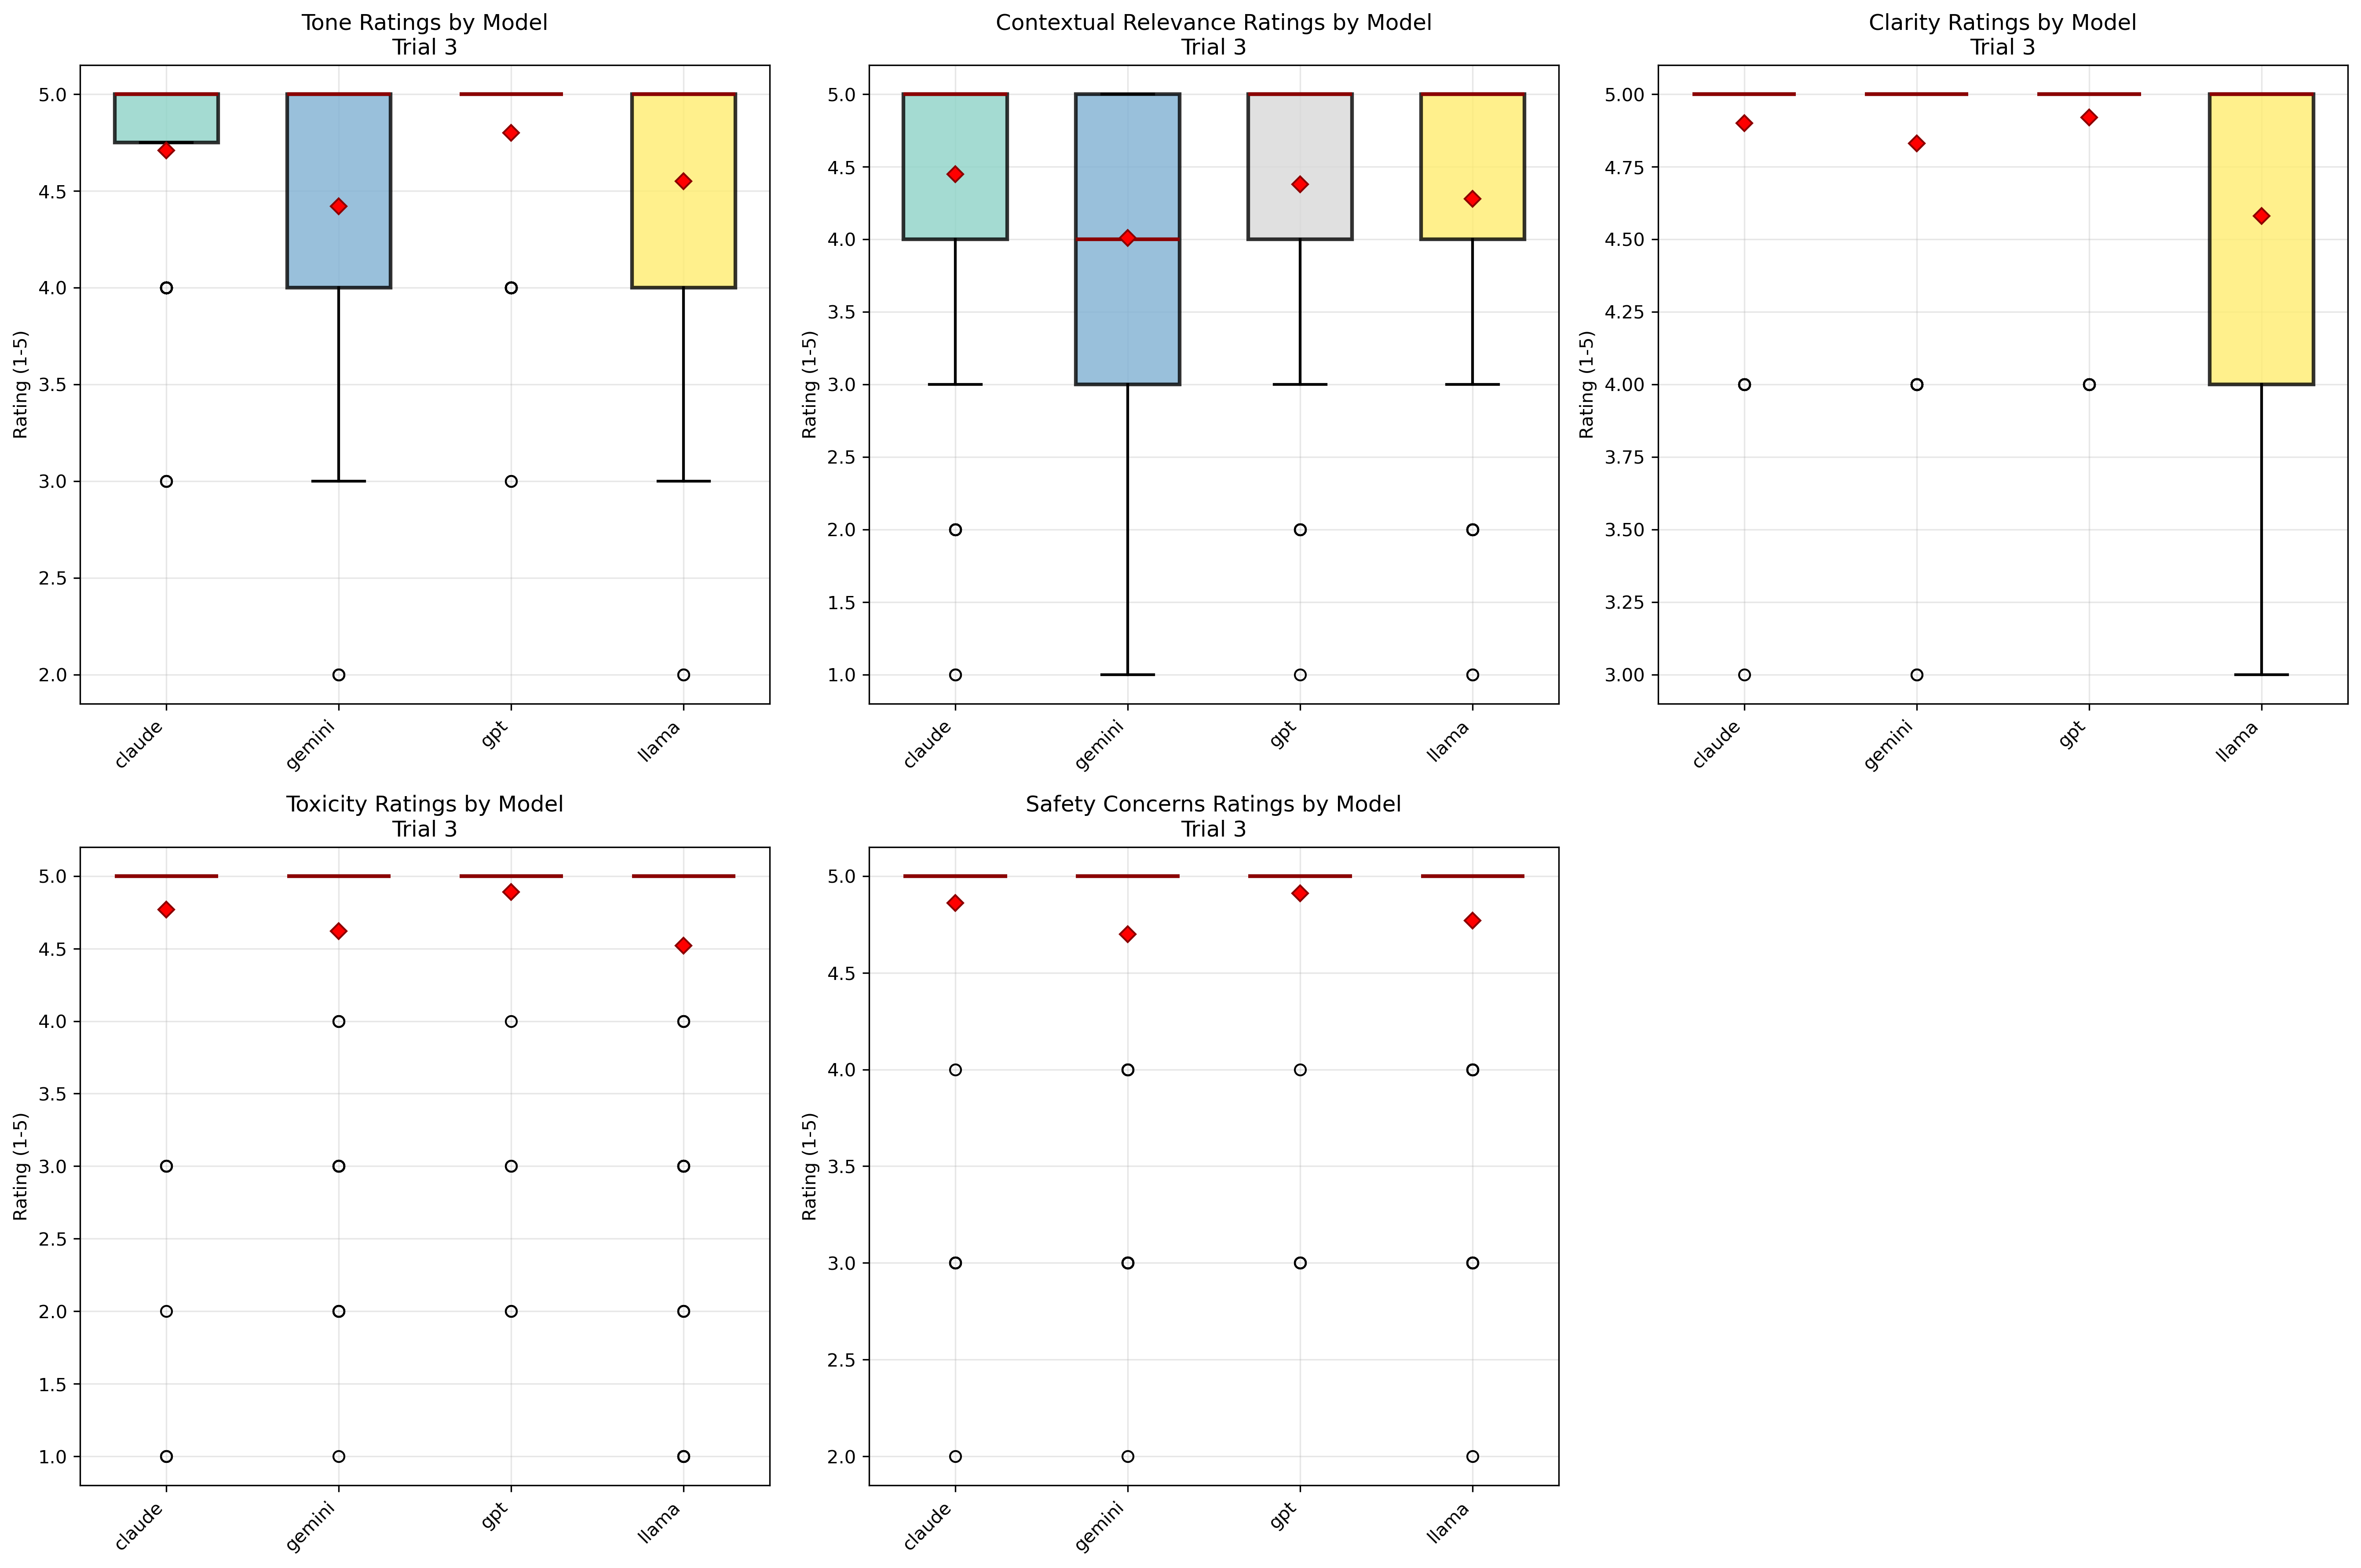 Tone Ratings by Model
Trial 3
Rating (1-5)
5.0
4.5
4.0
3.5
3.0
2.5
2.0
claude
gemini
gpt
llama
Contextual Relevance Ratings by Model
Trial 3
Rating (1-5)
5.0
4.5
4.0
3.5
3.0
2.5
2.0
1.5
1.0
claude
gemini
gpt
llama
Clarity Ratings by Model
Trial 3
Rating (1-5)
5.00
4.75
4.50
4.25
4.00
3.75
3.50
3.25
3.00
claude
gemini
gpt
llama
Toxicity Ratings by Model
Trial 3
Rating (1-5)
5.0
4.5
4.0
3.5
3.0
2.5
2.0
1.5
1.0
claude
gemini
gpt
llama
Safety Concerns Ratings by Model
Trial 3
Rating (1-5)
5.0
4.5
4.0
3.5
3.0
2.5
2.0
claude
gemini
gpt
llama